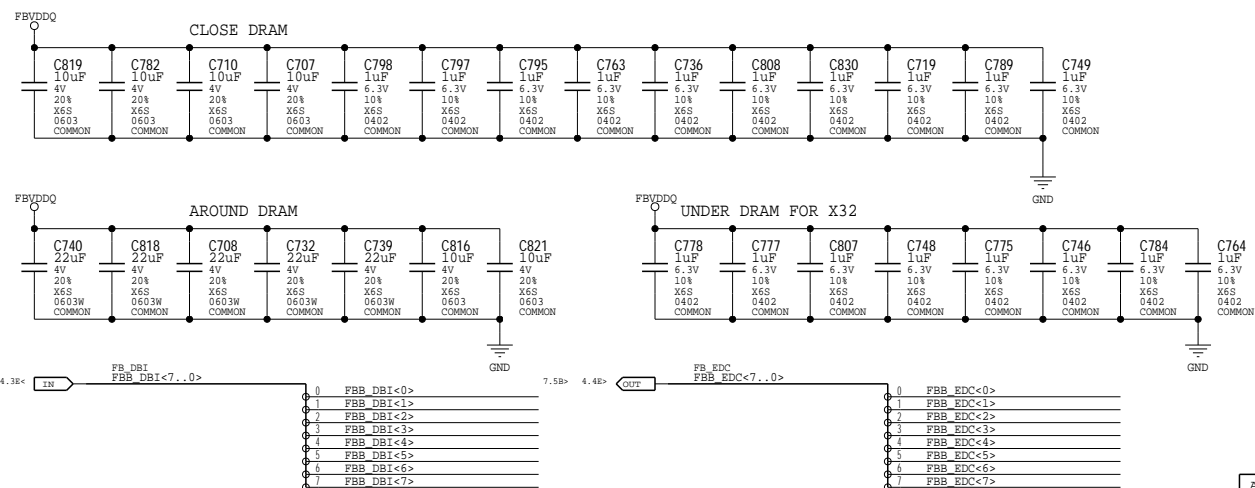 FBVDDQ
CLOSE DRAM
C819 C782 C710 C707 C798 C797 C795 C763 C736 C808 C830 C719 C789 C749
10uF 10uF 10uF 10uF 1uF 1uF 1uF 1uF 1uF 1uF 1uF 1uF 1uF 1uF
4V 4V 4V 4V 6.3V 6.3V 6.3V 6.3V 6.3V 6.3V 6.3V 6.3V 6.3V 6.3V
20% 20% 20% 20% 10% 10% 10% 10% 10% 10% 10% 10% 10% 10%
X6S X6S X6S X6S X6S X6S X6S X6S X6S X6S X6S X6S X6S X6S
0603 0603 0603 0603 0402 0402 0402 0402 0402 0402 0402 0402 0402 0402
COMMON COMMON COMMON COMMON COMMON COMMON COMMON COMMON COMMON COMMON COMMON COMMON COMMON COMMON
GND
FBVDDQ
AROUND DRAM
C740 C818 C708 C732 C739 C816 C821
22uF 22uF 22uF 22uF 22uF 10uF 10uF
4V 4V 4V 4V 4V 4V 4V
20% 20% 20% 20% 20% 20% 20%
X6S X6S X6S X6S X6S X6S X6S
0603W 0603W 0603W 0603W 0603W 0603 0603
COMMON COMMON COMMON COMMON COMMON COMMON COMMON
GND
FBVDDQ
UNDER DRAM FOR X32
C778 C777 C807 C748 C775 C746 C784 C764
1uF 1uF 1uF 1uF 1uF 1uF 1uF 1uF
6.3V 6.3V 6.3V 6.3V 6.3V 6.3V 6.3V 6.3V
10% 10% 10% 10% 10% 10% 10% 10%
X6S X6S X6S X6S X6S X6S X6S X6S
0402 0402 0402 0402 0402 0402 0402 0402
COMMON COMMON COMMON COMMON COMMON COMMON COMMON COMMON
GND
FB_DBI
4.3E< IN FBB_DBI<7..0>
0 FBB_DBI<0>
1 FBB_DBI<1>
2 FBB_DBI<2>
3 FBB_DBI<3>
4 FBB_DBI<4>
5 FBB_DBI<5>
6 FBB_DBI<6>
7 FBB_DBI<7>
FB_EDC
7.5B> 4.4E> OUT FBB_EDC<7..0>
0 FBB_EDC<0>
1 FBB_EDC<1>
2 FBB_EDC<2>
3 FBB_EDC<3>
4 FBB_EDC<4>
5 FBB_EDC<5>
6 FBB_EDC<6>
7 FBB_EDC<7>